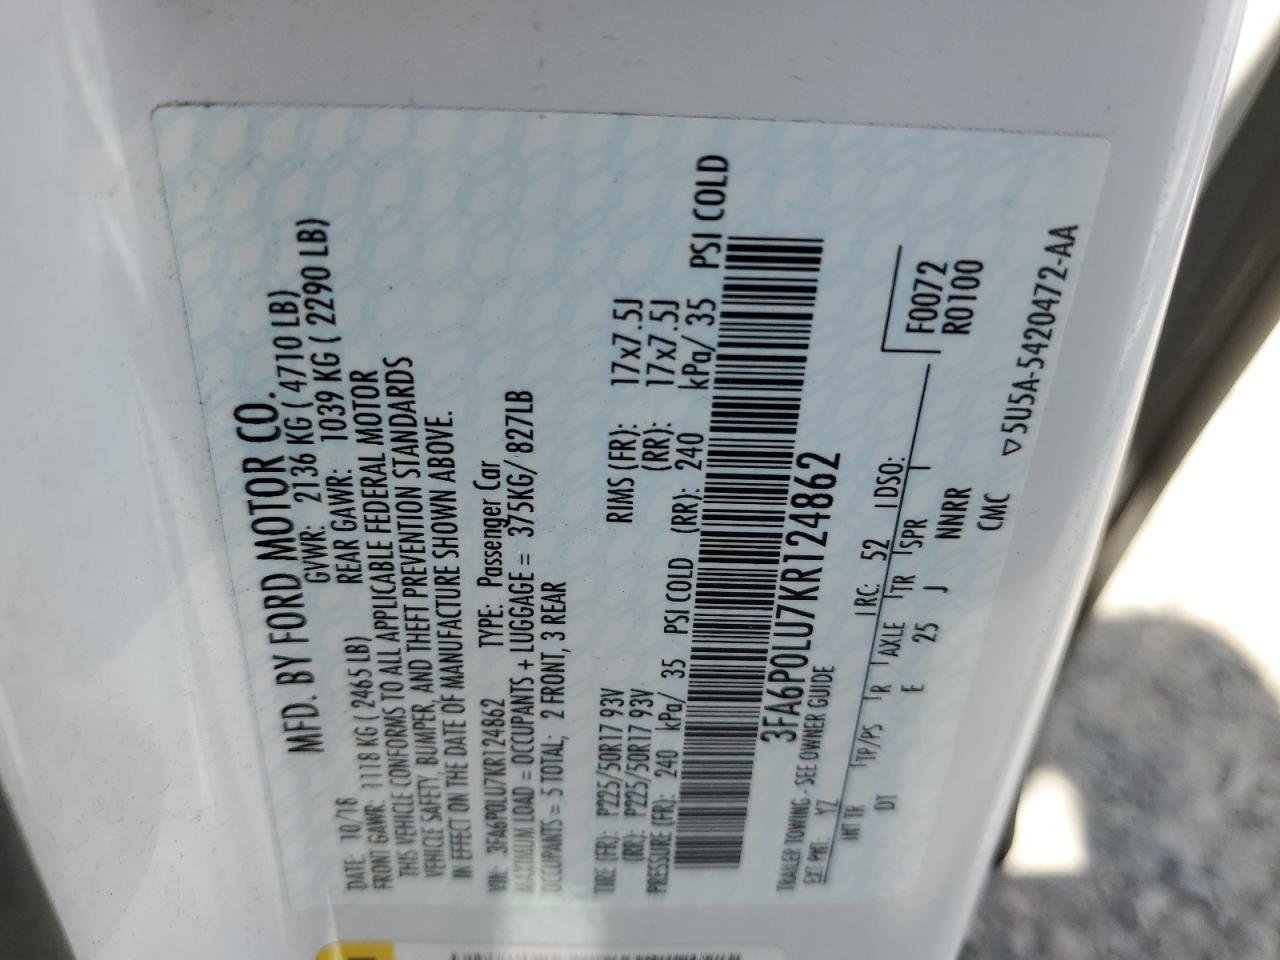 MFD. BY FORD MOTOR CO.
DATE: 10/18 GVWR: 2136 KG ( 4710 LB)
FRONT GAWR: 1118 KG ( 2465 LB) REAR GAWR: 1039 KG ( 2290 LB)
THIS VEHICLE CONFORMS TO ALL APPLICABLE FEDERAL MOTOR
VEHICLE SAFETY, BUMPER, AND THEFT PREVENTION STANDARDS
IN EFFECT ON THE DATE OF MANUFACTURE SHOWN ABOVE.
VIN: 3FA6P0LU7KR124862 TYPE: Passenger Car
MAXIMUM LOAD = OCCUPANTS + LUGGAGE = 375KG/ 827LB
OCCUPANTS = 5 TOTAL; 2 FRONT, 3 REAR
TIRE (FR): P225/50R17 93V RIMS (FR): 17x7.5J
(RR): P225/50R17 93V (RR): 17x7.5J
PRESSURE (FR): 240 kPa/ 35 PSI COLD (RR): 240 kPa/ 35 PSI COLD
3FA6P0LU7KR124862
TRAILER TOWING - SEE OWNER GUIDE
EXT PNT: YZ RC: 52 DSO:
INT TR TP/PS R AXLE TR SPR
DT E 25 J NNRR
F0072
R0100
CMC
▽5U5A-5420472-AA